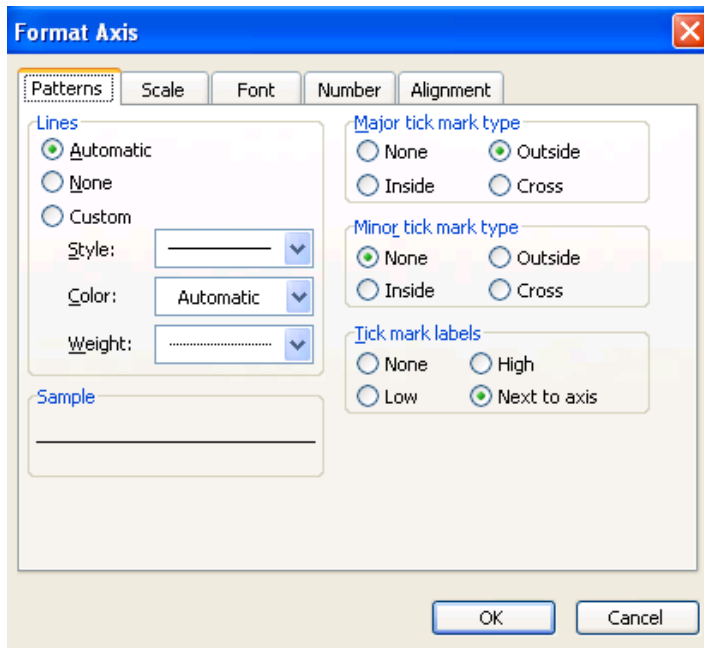 Format Axis
Patterns
Scale
Font
Number
Alignment
Lines
Automatic
None
Custom
Style:
Color:
Automatic
Weight:
Sample
Major tick mark type
None
Outside
Inside
Cross
Minor tick mark type
None
Outside
Inside
Cross
Tick mark labels
None
High
Low
Next to axis
OK
Cancel